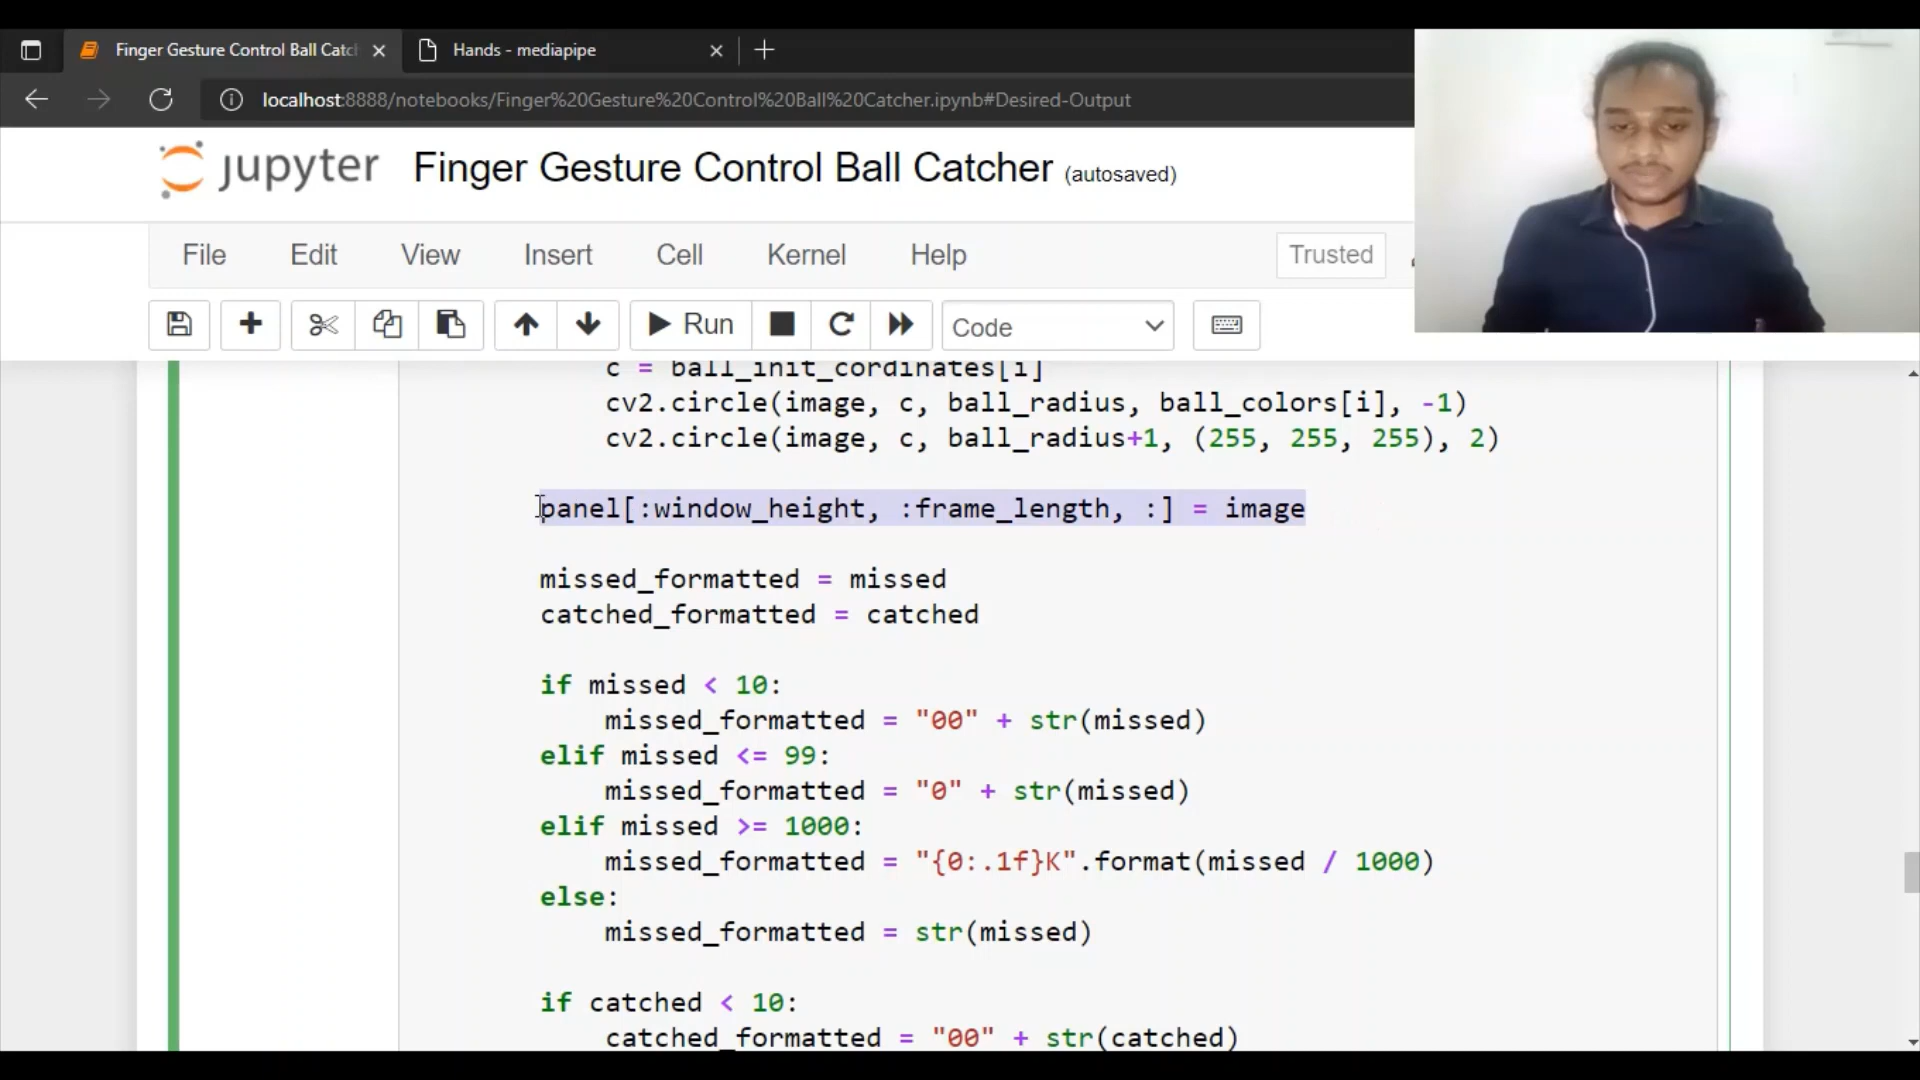 Finger Gesture Control Ball Catc
Hands - mediapipe
localhost:8888/notebooks/Finger%20Gesture%20Control%20Ball%20Catcher.ipynb#Desired-Output
jupyter Finger Gesture Control Ball Catcher (autosaved)
File Edit View Insert Cell Kernel Help Trusted
Run Code
c = ball_init_cordinates[i]
cv2.circle(image, c, ball_radius, ball_colors[i], -1)
cv2.circle(image, c, ball_radius+1, (255, 255, 255), 2)
panel[:window_height, :frame_length, :] = image
missed_formatted = missed
catched_formatted = catched
if missed < 10:
missed_formatted = "00" + str(missed)
elif missed <= 99:
missed_formatted = "0" + str(missed)
elif missed >= 1000:
missed_formatted = "{0:.1f}K".format(missed / 1000)
else:
missed_formatted = str(missed)
if catched < 10:
catched_formatted = "00" + str(catched)